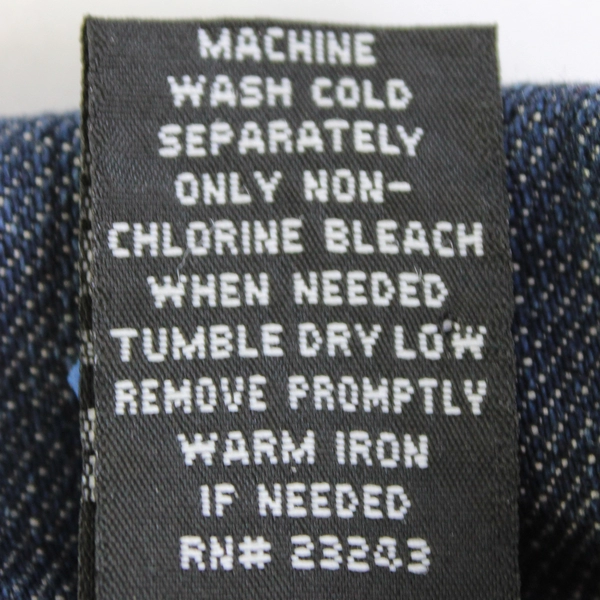 MACHINE
WASH COLD
SEPARATELY
ONLY NON-
CHLORINE BLEACH
WHEN NEEDED
TUMBLE DRY LOW
REMOVE PROMPTLY
WARM IRON
IF NEEDED
RN# 23243